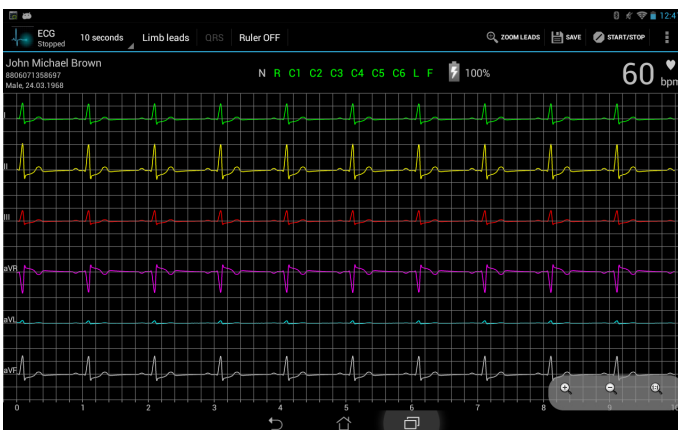 12:47
ECG
Stopped
10 seconds
Limb leads
QRS
Ruler OFF
ZOOM LEADS
SAVE
START/STOP
John Michael Brown
8806071358697
Male, 24.03.1968
N R C1 C2 C3 C4 C5 C6 L F
100%
60 bpm
I
II
III
aVR
aVL
aVF
0 1 2 3 4 5 6 7 8 9